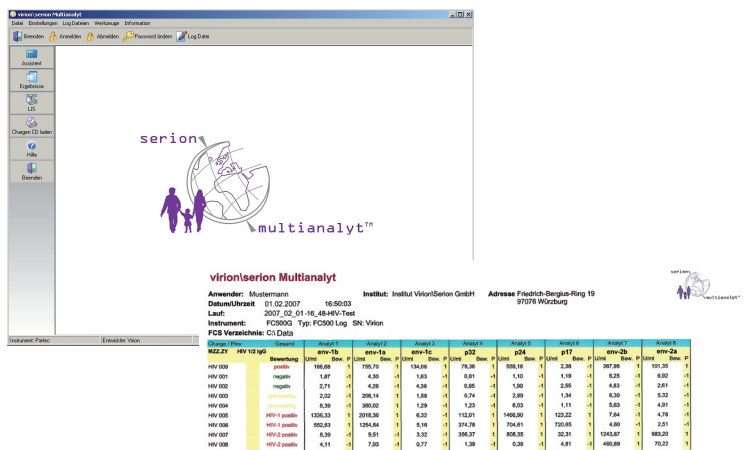 virion\serion Multianalyt
Datei Einstellungen Log Dateien Werkzeuge Information
Beenden Anmelden Abmelden Password ändern Log Datei
Assistent
Ergebnisse
LIS
Chargen CD laden
Hilfe
Beenden
serion
multianalyt™
Instrument: Partec Entwickler: Virion
serion
multianalyt™
virion\serion Multianalyt
Anwender: Mustermann Institut: Institut Virion\Serion GmbH Adresse Friedrich-Bergius-Ring 19
Datum/Uhrzeit 01.02.2007 16:50:03 97076 Würzburg
Lauf: 2007_02_01-16_48-HIV-Test
Instrument: FC500G Typ: FC500 Log SN: Virion
FCS Verzeichnis: C:\ Data
Charge / Plex Gesamt Analyt 1 Analyt 2 Analyt 3 Analyt 4 Analyt 5 Analyt 6 Analyt 7 Analyt 8
MZZ.ZY HIV 1/2 IgG env-1b env-1a env-1c p32 p24 p17 env-2b env-2a
Bewertung U/ml Bew. P U/ml Bew. P U/ml Bew. P U/ml Bew. P U/ml Bew. P U/ml Bew. P U/ml Bew. P U/ml Bew. P
HIV 009 positiv 166,68 1 755,70 1 134,08 1 79,36 1 559,18 1 2,38 -1 367,98 1 101,35 1
HIV 001 negativ 1,87 -1 4,30 -1 1,63 -1 0,81 -1 1,10 -1 1,19 -1 6,25 -1 6,92 -1
HIV 002 negativ 2,71 -1 4,28 -1 4,36 -1 0,85 -1 1,99 -1 2,55 -1 4,83 -1 2,61 -1
HIV 003 2,02 -1 206,14 1 1,58 -1 0,74 -1 2,89 -1 1,34 -1 6,30 -1 5,32 -1
HIV 004 6,39 -1 380,02 1 1,29 -1 1,23 -1 6,03 -1 1,11 -1 5,63 -1 4,91 -1
HIV 005 HIV-1 positiv 1336,33 1 2018,36 1 6,32 -1 112,01 1 1466,90 1 123,22 1 7,64 -1 4,78 -1
HIV 006 HIV-1 positiv 552,83 1 1254,54 1 5,16 -1 374,78 1 704,61 1 720,65 1 4,60 -1 2,51 -1
HIV 007 HIV-2 positiv 6,39 -1 9,51 -1 3,32 -1 356,37 1 808,35 1 32,31 1 1243,87 1 983,20 1
HIV 008 HIV-2 positiv 4,11 -1 7,03 -1 0,77 -1 1,39 -1 0,39 -1 4,81 -1 460,89 1 70,22 1